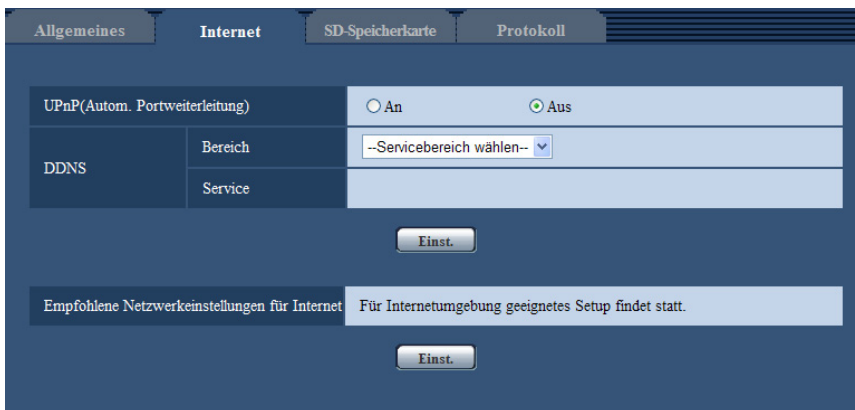 Allgemeines Internet SD-Speicherkarte Protokoll
UPnP(Autom. Portweiterleitung) An Aus
DDNS
Bereich --Servicebereich wählen--
Service
Einst.
Empfohlene Netzwerkeinstellungen für Internet Für Internetumgebung geeignetes Setup findet statt.
Einst.